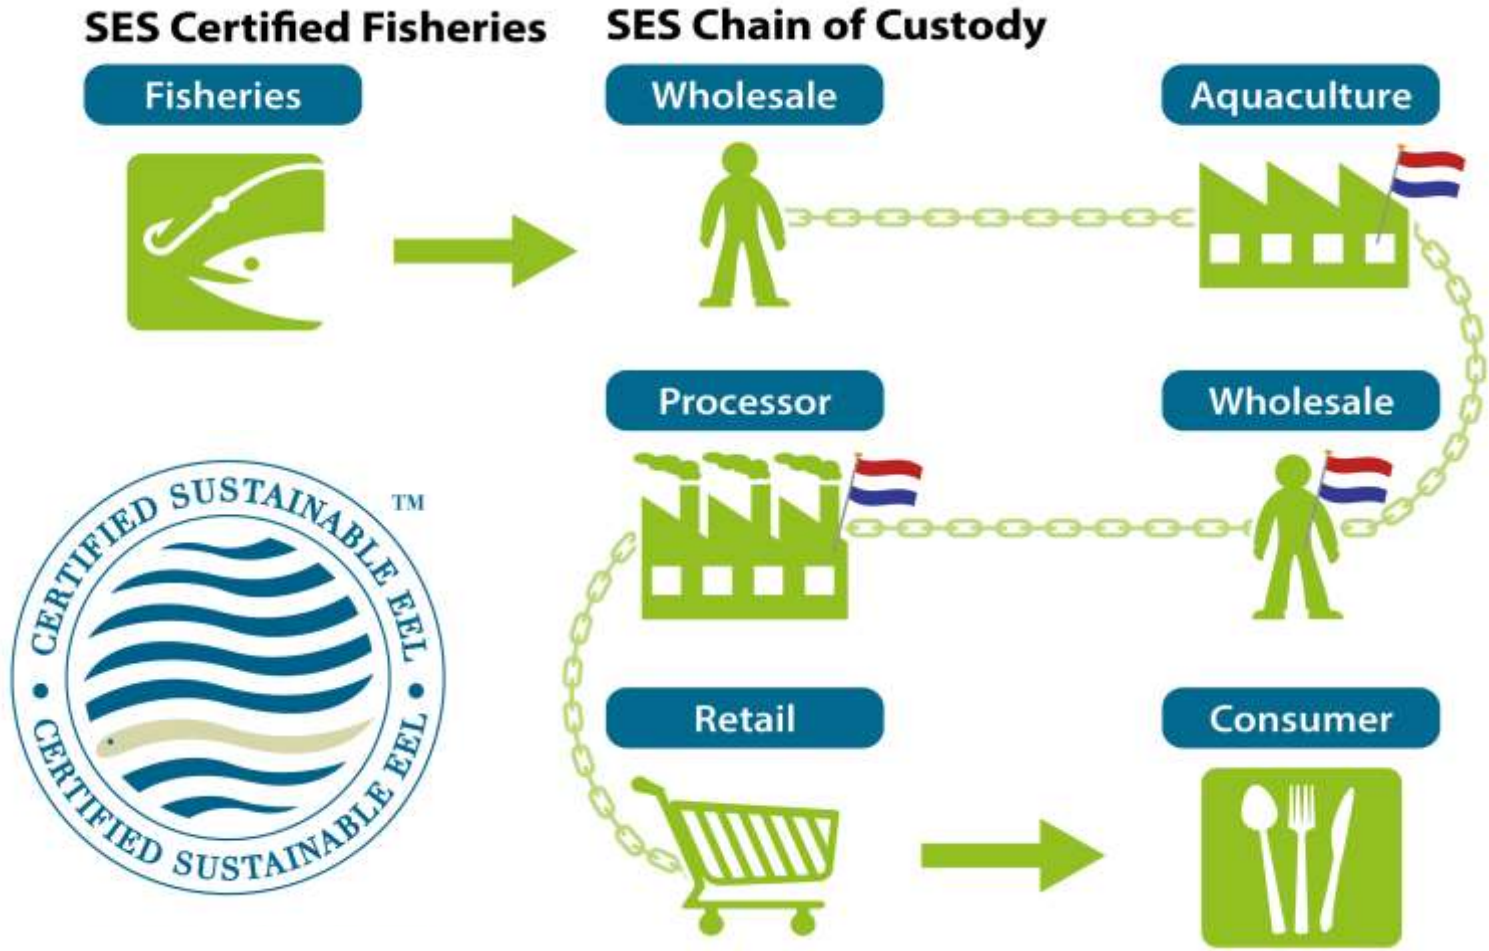 SES Certified Fisheries
SES Chain of Custody
Fisheries
Wholesale
Aquaculture
Processor
Wholesale
CERTIFIED SUSTAINABLE EEL
TM
• CERTIFIED SUSTAINABLE EEL •
Retail
Consumer